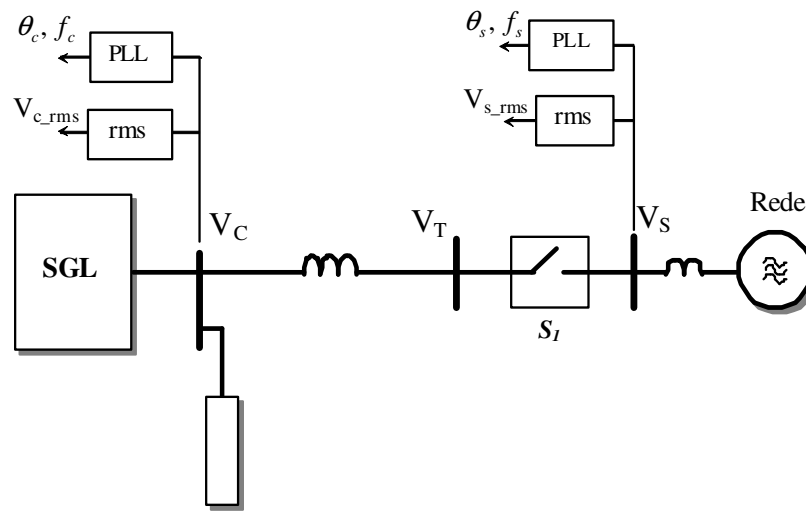 θc, fc
PLL
Vc_rms
rms
θs, fs
PLL
Vs_rms
rms
VC
VT
VS
Rede
SGL
S1